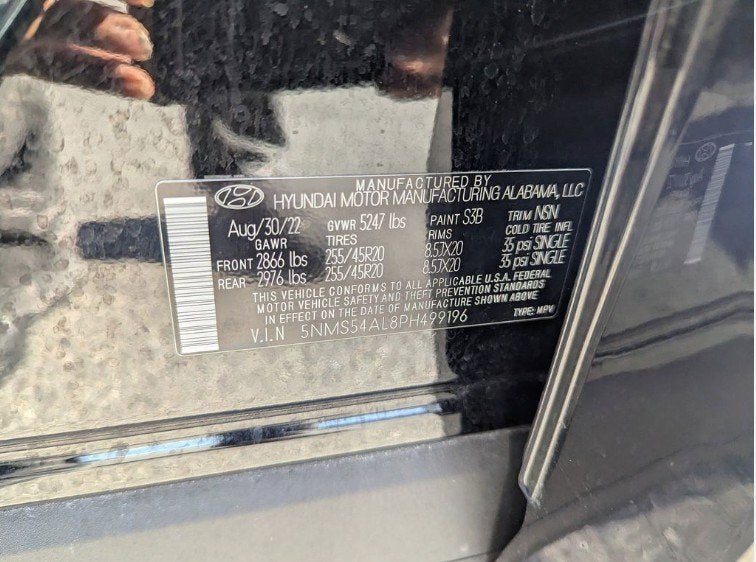 MANUFACTURED BY
HYUNDAI MOTOR MANUFACTURING ALABAMA, LLC
Aug/30/22 GVWR 5247 lbs PAINT S3B TRIM NSN
GAWR TIRES RIMS COLD TIRE INFL
FRONT 2866 lbs 255/45R20 8.5JX20 35 psi SINGLE
REAR 2976 lbs 255/45R20 8.5JX20 35 psi SINGLE
THIS VEHICLE CONFORMS TO ALL APPLICABLE U.S.A. FEDERAL
MOTOR VEHICLE SAFETY AND THEFT PREVENTION STANDARDS
IN EFFECT ON THE DATE OF MANUFACTURE SHOWN ABOVE
V.I.N 5NMS54AL8PH499196 TYPE: MPV